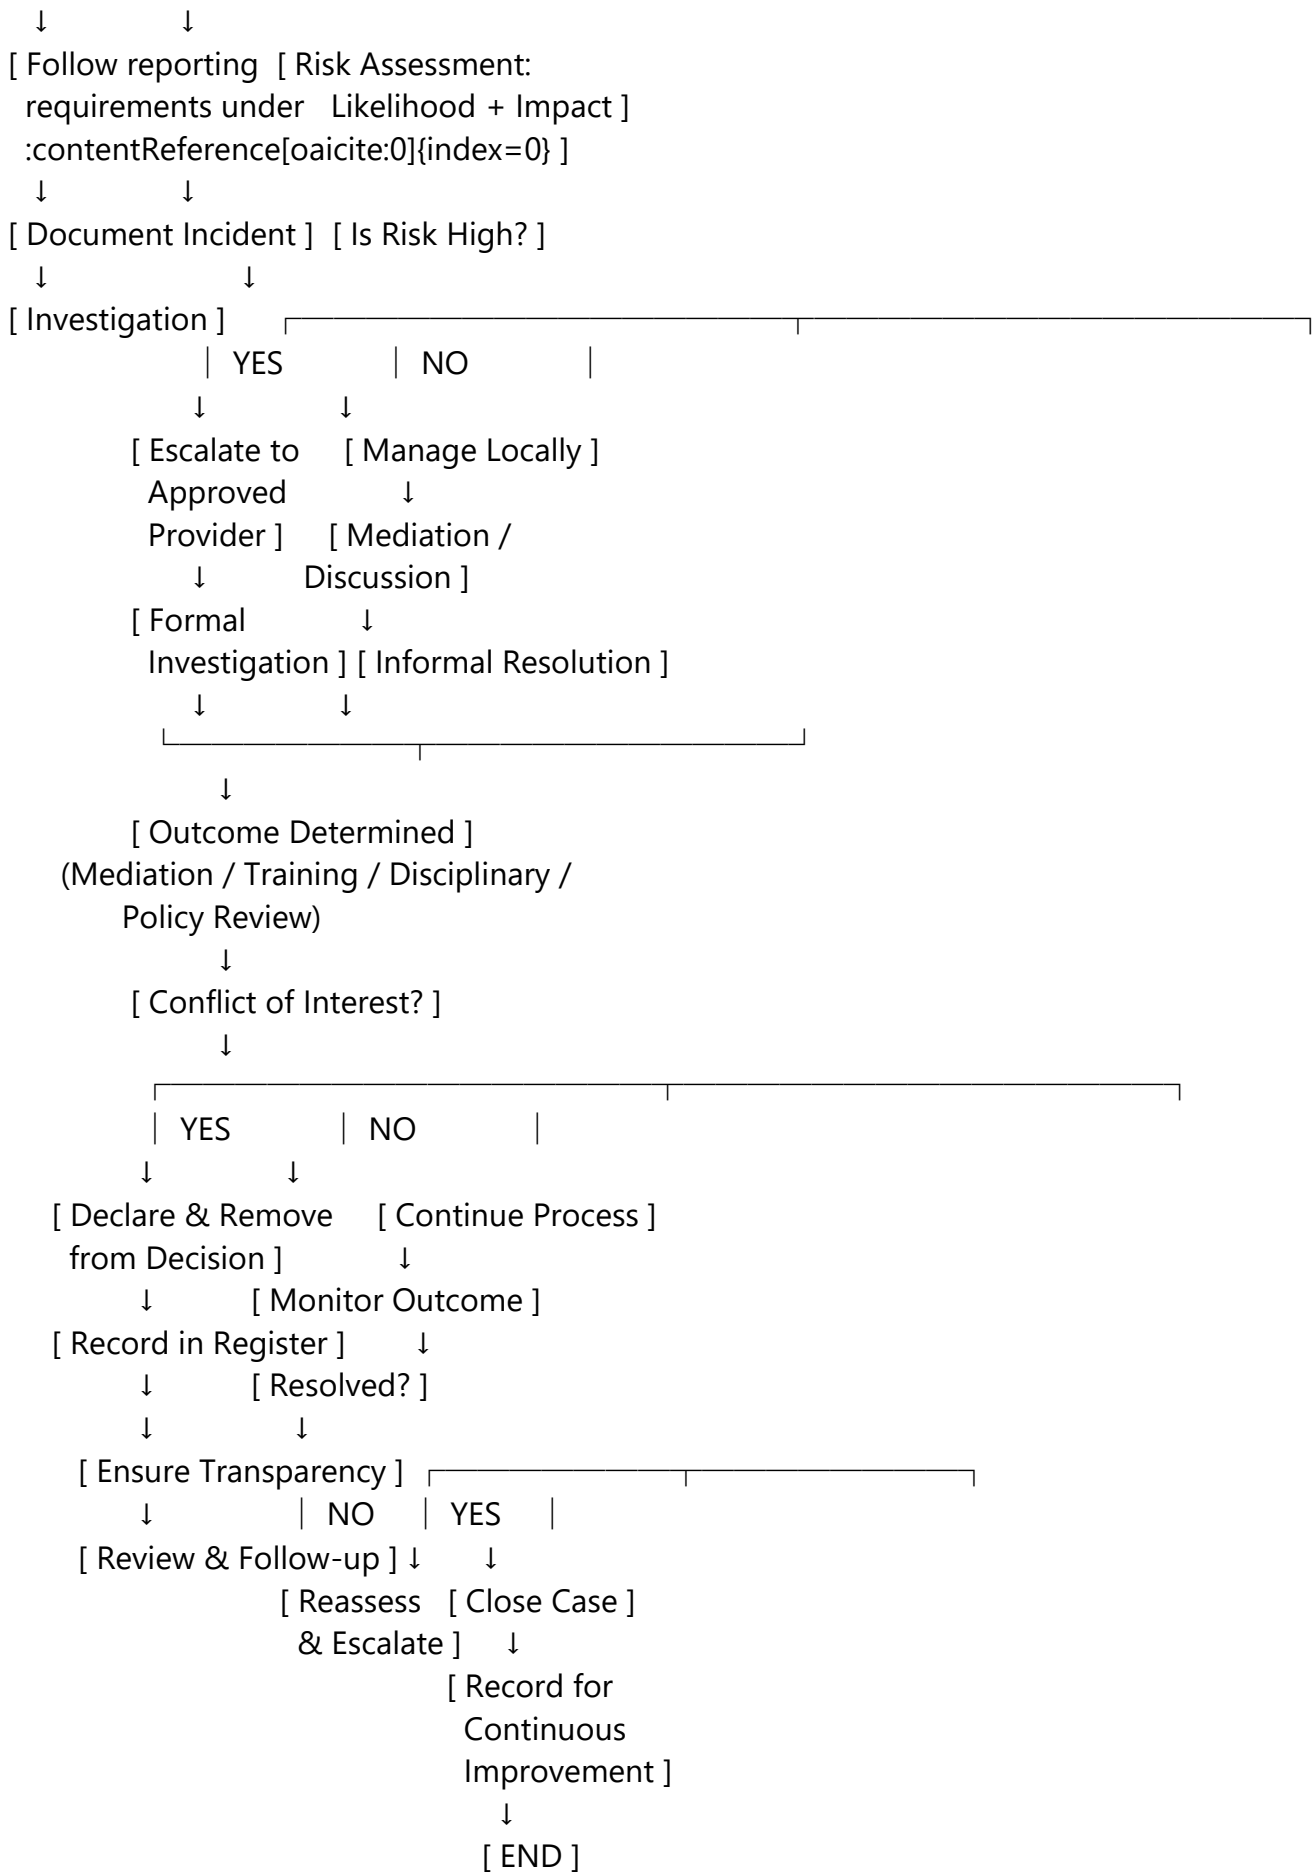 ↓ ↓
[ Follow reporting [ Risk Assessment:
requirements under Likelihood + Impact ]
:contentReference[oaicite:0]{index=0} ]
↓ ↓
[ Document Incident ] [ Is Risk High? ]
↓ ↓
[ Investigation ] ┌───────────────┬───────────────┐
│ YES │ NO │
↓ ↓
[ Escalate to [ Manage Locally ]
Approved ↓
Provider ] [ Mediation /
↓ Discussion ]
[ Formal ↓
Investigation ] [ Informal Resolution ]
↓ ↓
└───────┬───────────┘
↓
[ Outcome Determined ]
(Mediation / Training / Disciplinary /
Policy Review)
↓
[ Conflict of Interest? ]
↓
┌───────────────┬───────────────┐
│ YES │ NO │
↓ ↓
[ Declare & Remove [ Continue Process ]
from Decision ] ↓
↓ [ Monitor Outcome ]
[ Record in Register ] ↓
↓ [ Resolved? ]
↓ ↓
[ Ensure Transparency ] ┌───────┬────────┐
↓ │ NO │ YES │
[ Review & Follow-up ] ↓ ↓
[ Reassess [ Close Case ]
& Escalate ] ↓
[ Record for
Continuous
Improvement ]
↓
[ END ]